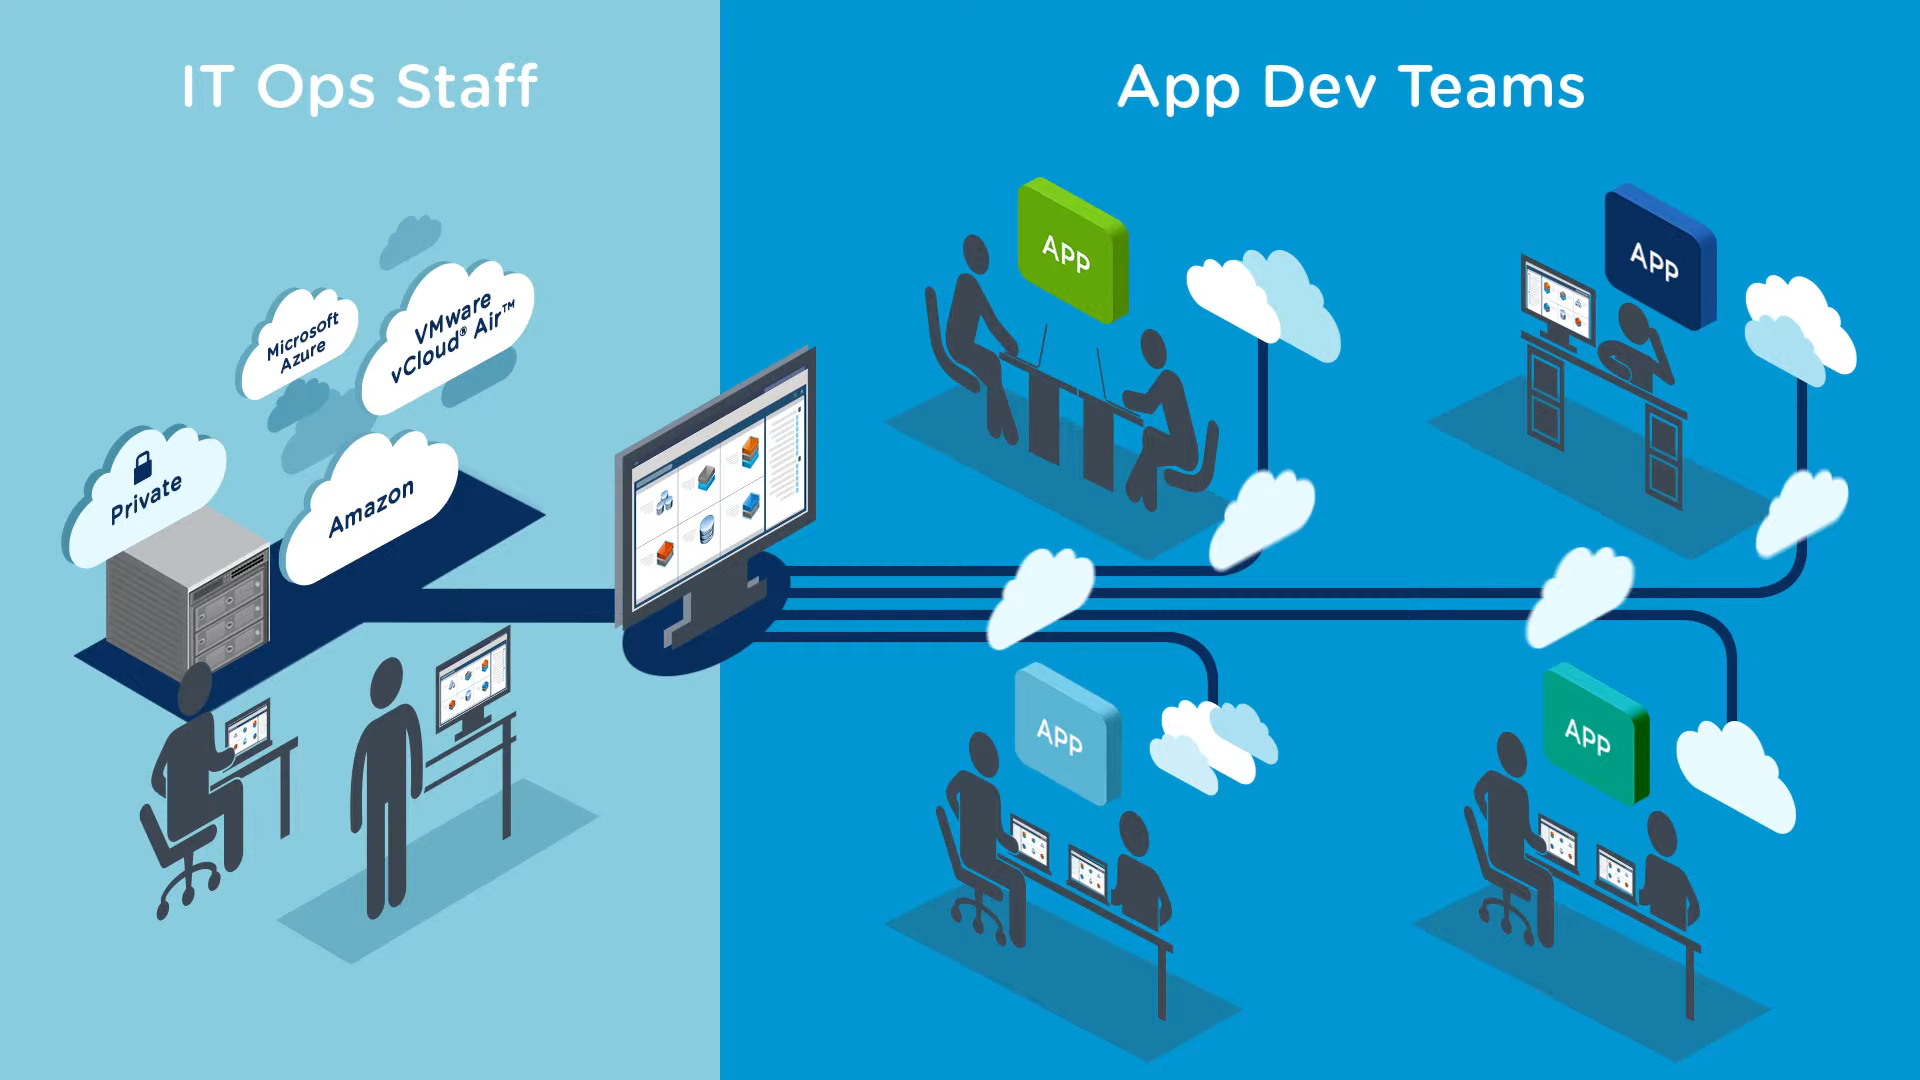 IT Ops Staff
App Dev Teams
Microsoft
Azure
VMware
vCloud® Air™
Private
Amazon
APP
APP
APP
APP